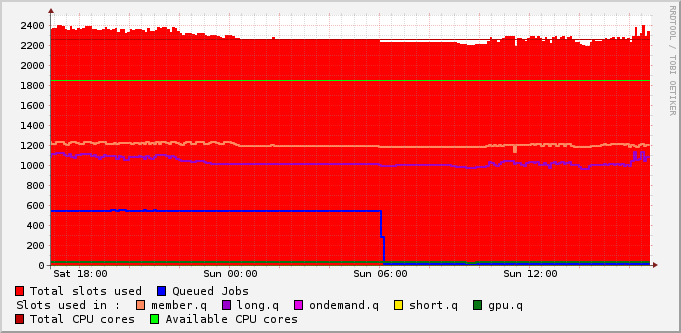 2400
2200
2000
1800
1600
1400
1200
1000
800
600
400
200
0
Sat 18:00 Sun 00:00 Sun 06:00 Sun 12:00
Total slots used Queued Jobs
Slots used in : member.q long.q ondemand.q short.q gpu.q
Total CPU cores Available CPU cores
RRDTOOL / TOBI OETIKER